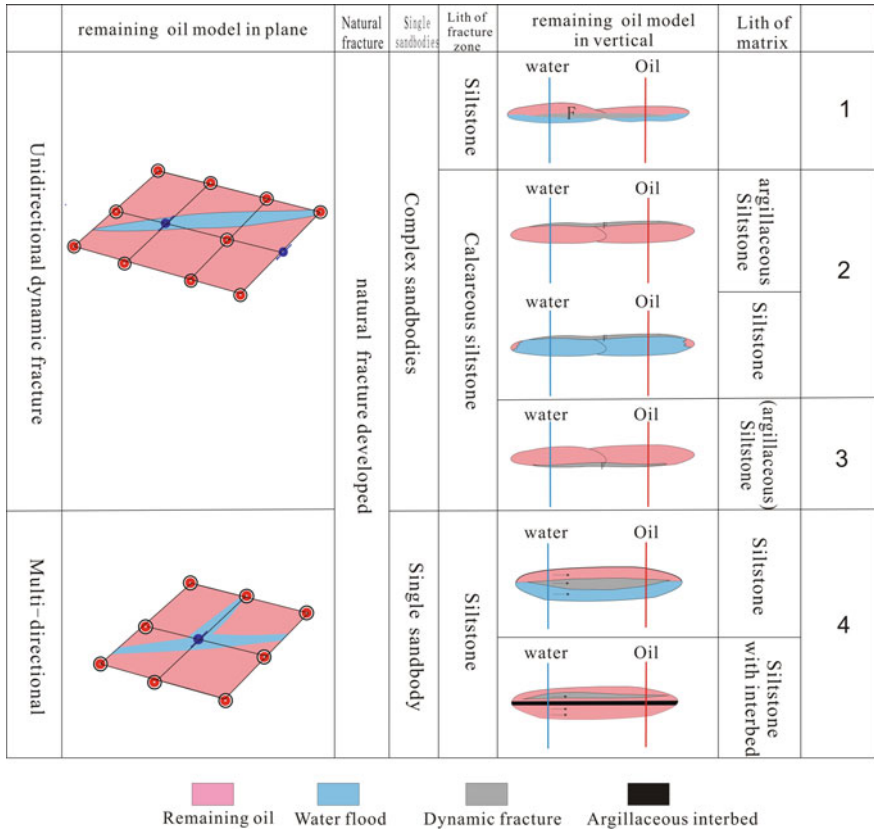 remaining oil model in plane
Natural
fracture
Single
sandbodies
Lith of
fracture
zone
remaining oil model
in vertical
Lith of
matrix
Unidirectional dynamic fracture
natural fracture developed
Complex sandbodies
Siltstone
water Oil
F
1
Calcareous siltstone
water Oil
F
argillaceous
Siltstone
2
water Oil
F
Siltstone
water Oil
F
(argillaceous)
Siltstone
3
Multi-directional
Single sandbody
Siltstone
water Oil
Siltstone
4
water Oil
Siltstone
with interbed
Remaining oil
Water flood
Dynamic fracture
Argillaceous interbed